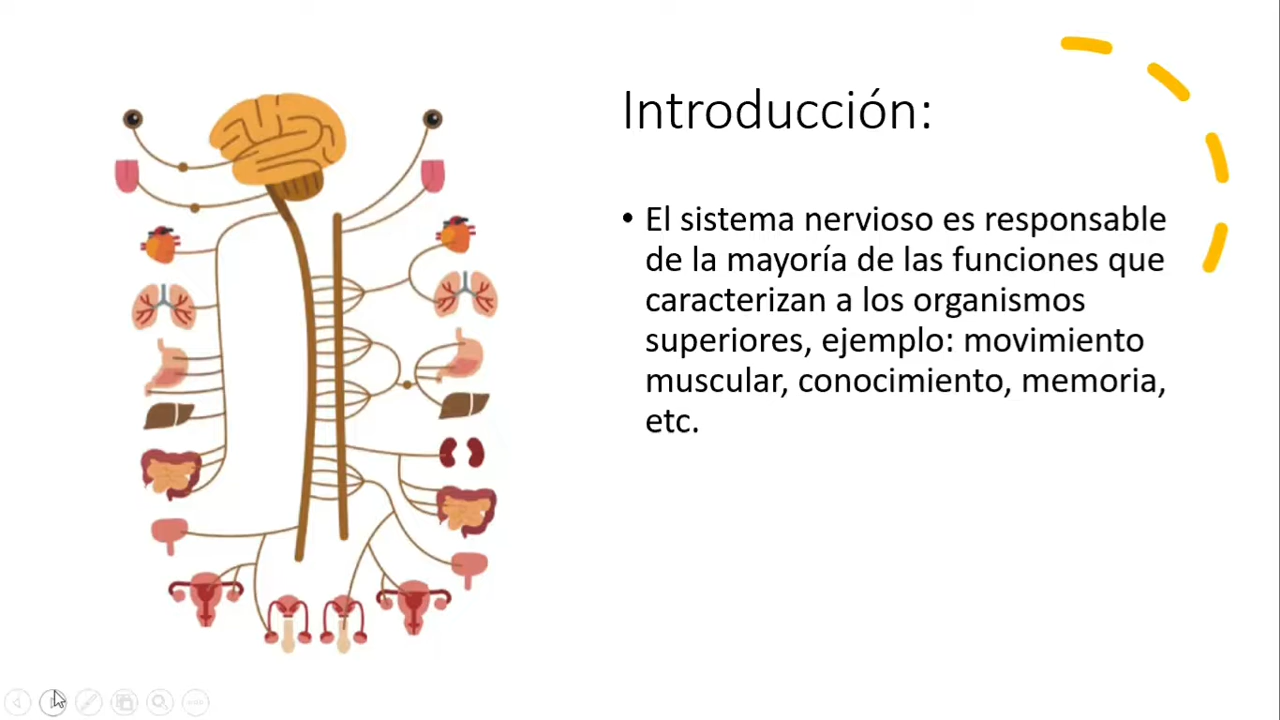 Introducción:
• El sistema nervioso es responsable
de la mayoría de las funciones que
caracterizan a los organismos
superiores, ejemplo: movimiento
muscular, conocimiento, memoria,
etc.